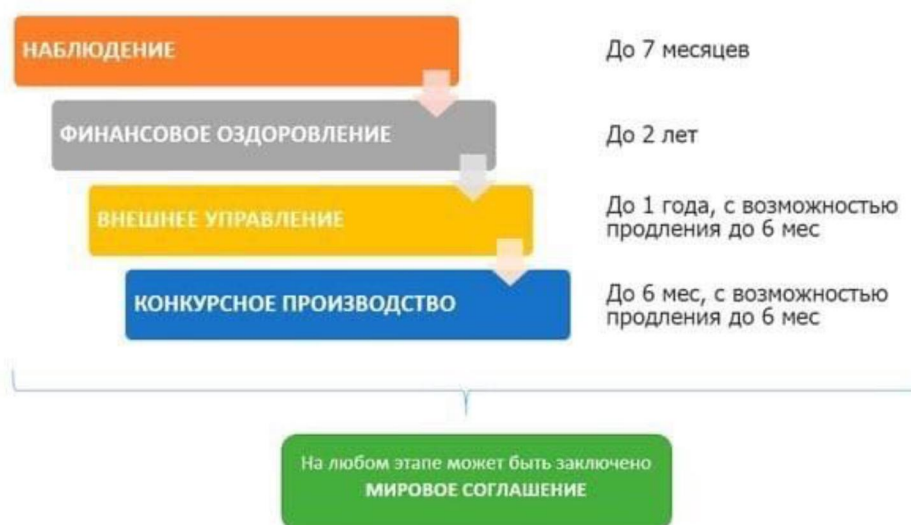 НАБЛЮДЕНИЕ
До 7 месяцев
ФИНАНСОВОЕ ОЗДОРОВЛЕНИЕ
До 2 лет
ВНЕШНЕЕ УПРАВЛЕНИЕ
До 1 года, с возможностью
продления до 6 мес
КОНКУРСНОЕ ПРОИЗВОДСТВО
До 6 мес, с возможностью
продления до 6 мес
На любом этапе может быть заключено
МИРОВОЕ СОГЛАШЕНИЕ